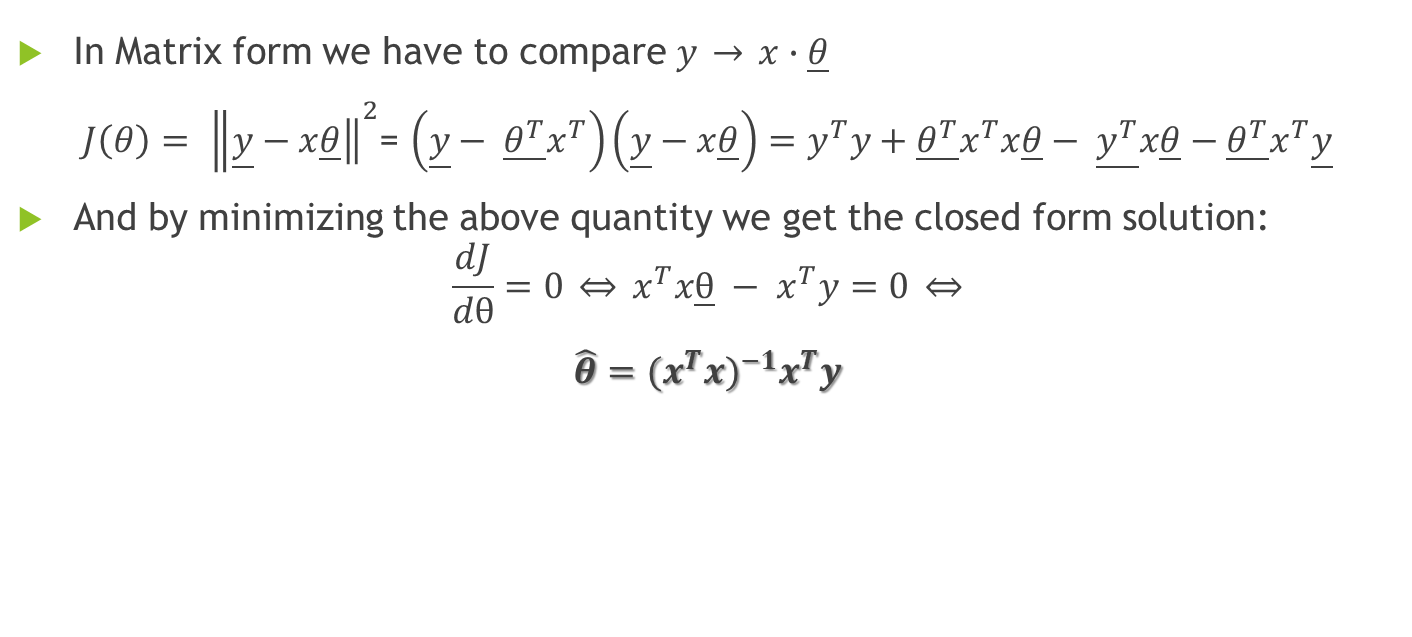 ▶ In Matrix form we have to compare y → x · θ
J(θ) = ‖y − xθ‖² = (y − θᵀxᵀ)(y − xθ) = yᵀy + θᵀxᵀxθ − yᵀxθ − θᵀxᵀy
▶ And by minimizing the above quantity we get the closed form solution:
dJ/dθ = 0 ⇔ xᵀxθ − xᵀy = 0 ⇔
θ̂ = (xᵀx)⁻¹xᵀy